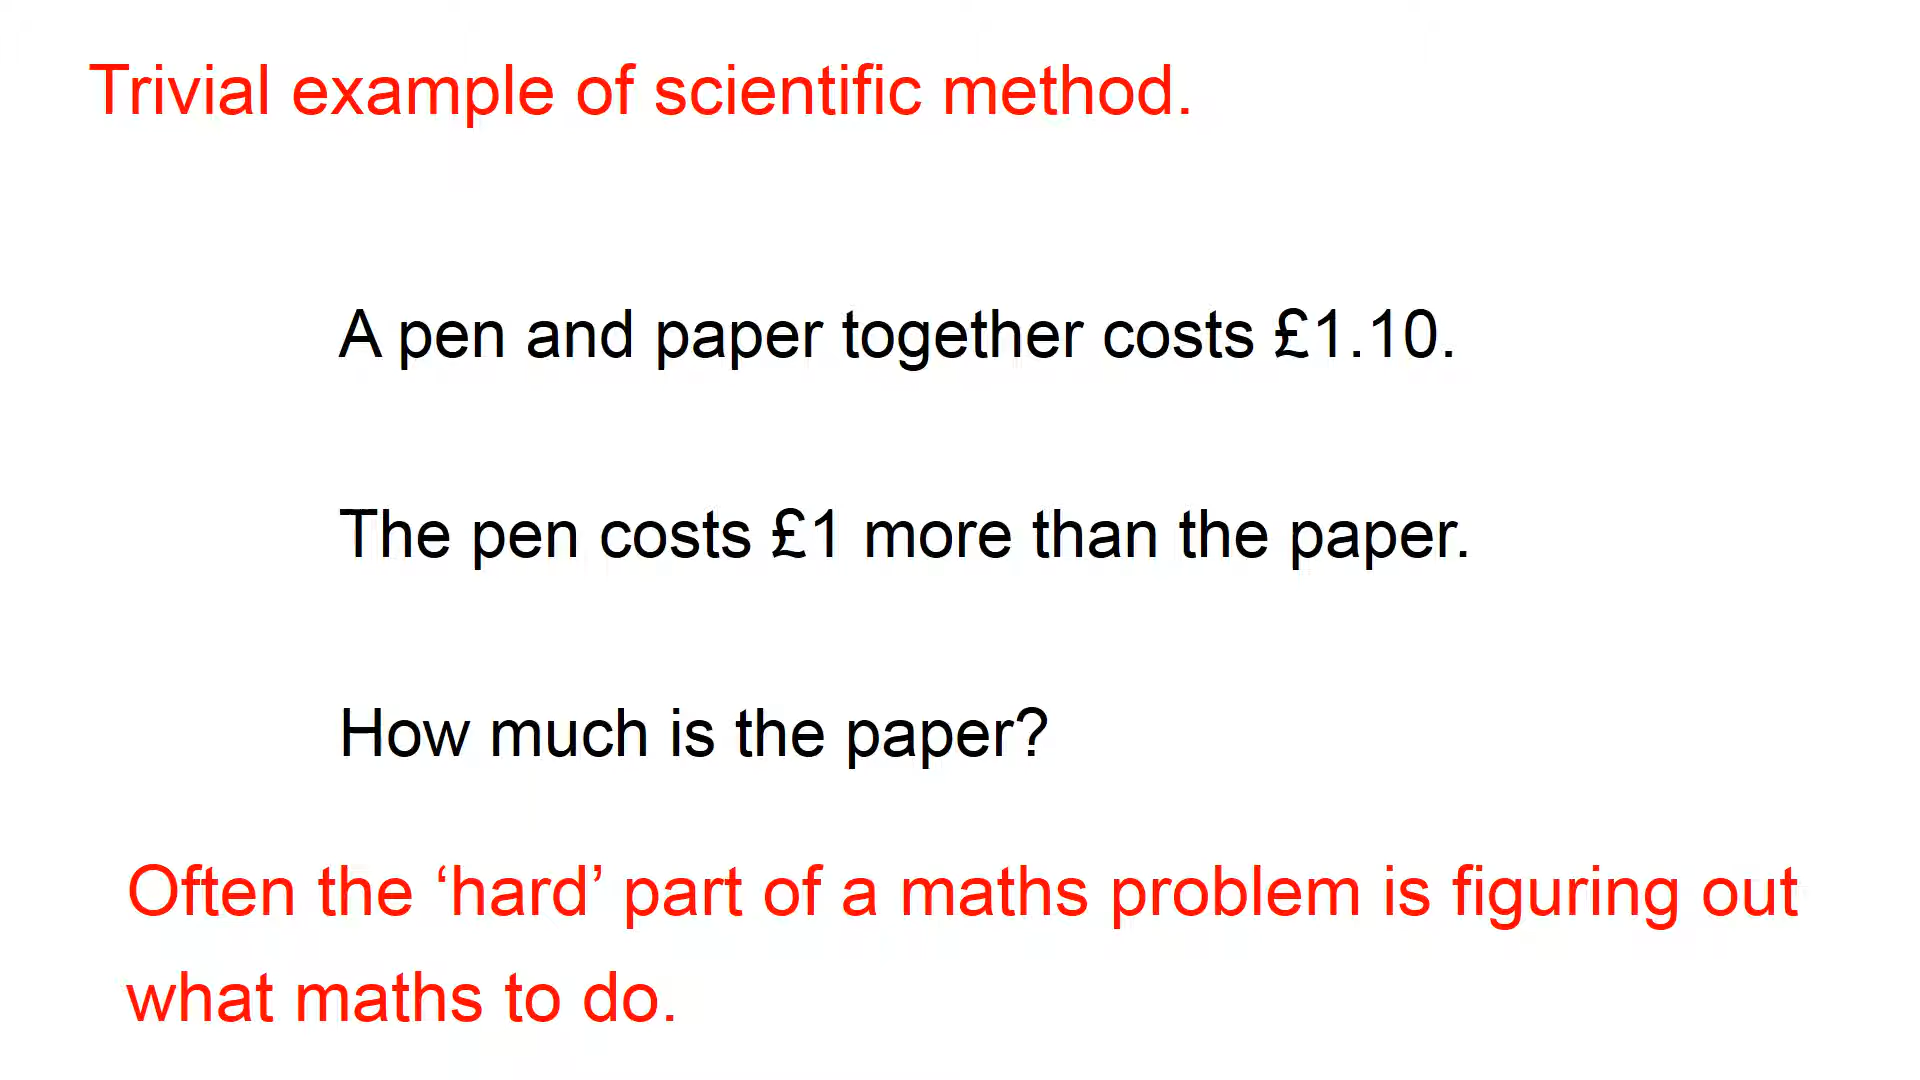 Trivial example of scientific method.
A pen and paper together costs £1.10.
The pen costs £1 more than the paper.
How much is the paper?
Often the ‘hard’ part of a maths problem is figuring out
what maths to do.